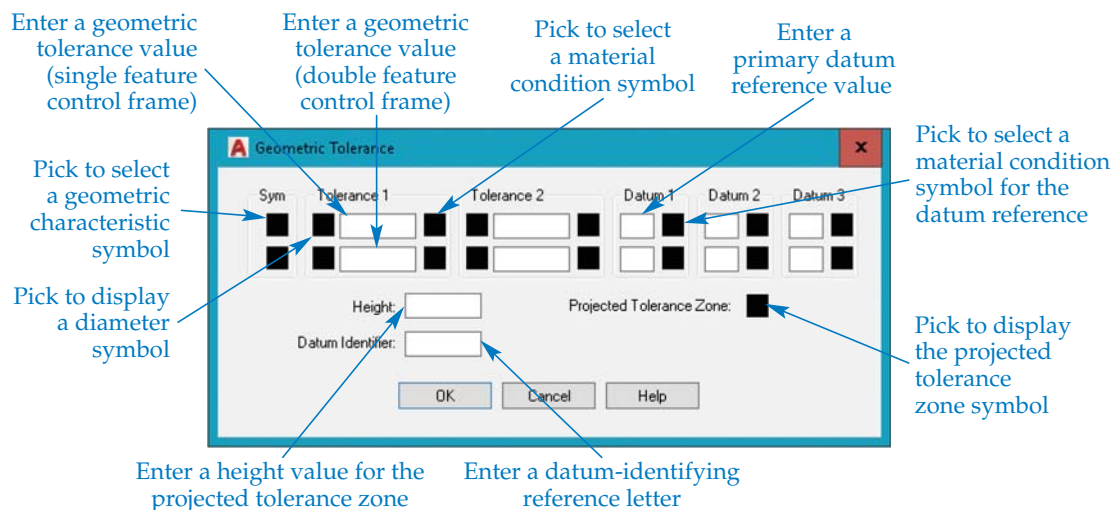 Enter a geometric
tolerance value
(single feature
control frame)
Enter a geometric
tolerance value
(double feature
control frame)
Pick to select
a material
condition symbol
Enter a
primary datum
reference value
Pick to select a
material condition
symbol for the
datum reference
Pick to select
a geometric
characteristic
symbol
Pick to display
a diameter
symbol
A Geometric Tolerance x
Sym Tolerance 1 Tolerance 2 Datum 1 Datum 2 Datum 3
Height: Projected Tolerance Zone:
Datum Identifier:
OK Cancel Help
Pick to display
the projected
tolerance
zone symbol
Enter a height value for the
projected tolerance zone
Enter a datum-identifying
reference letter